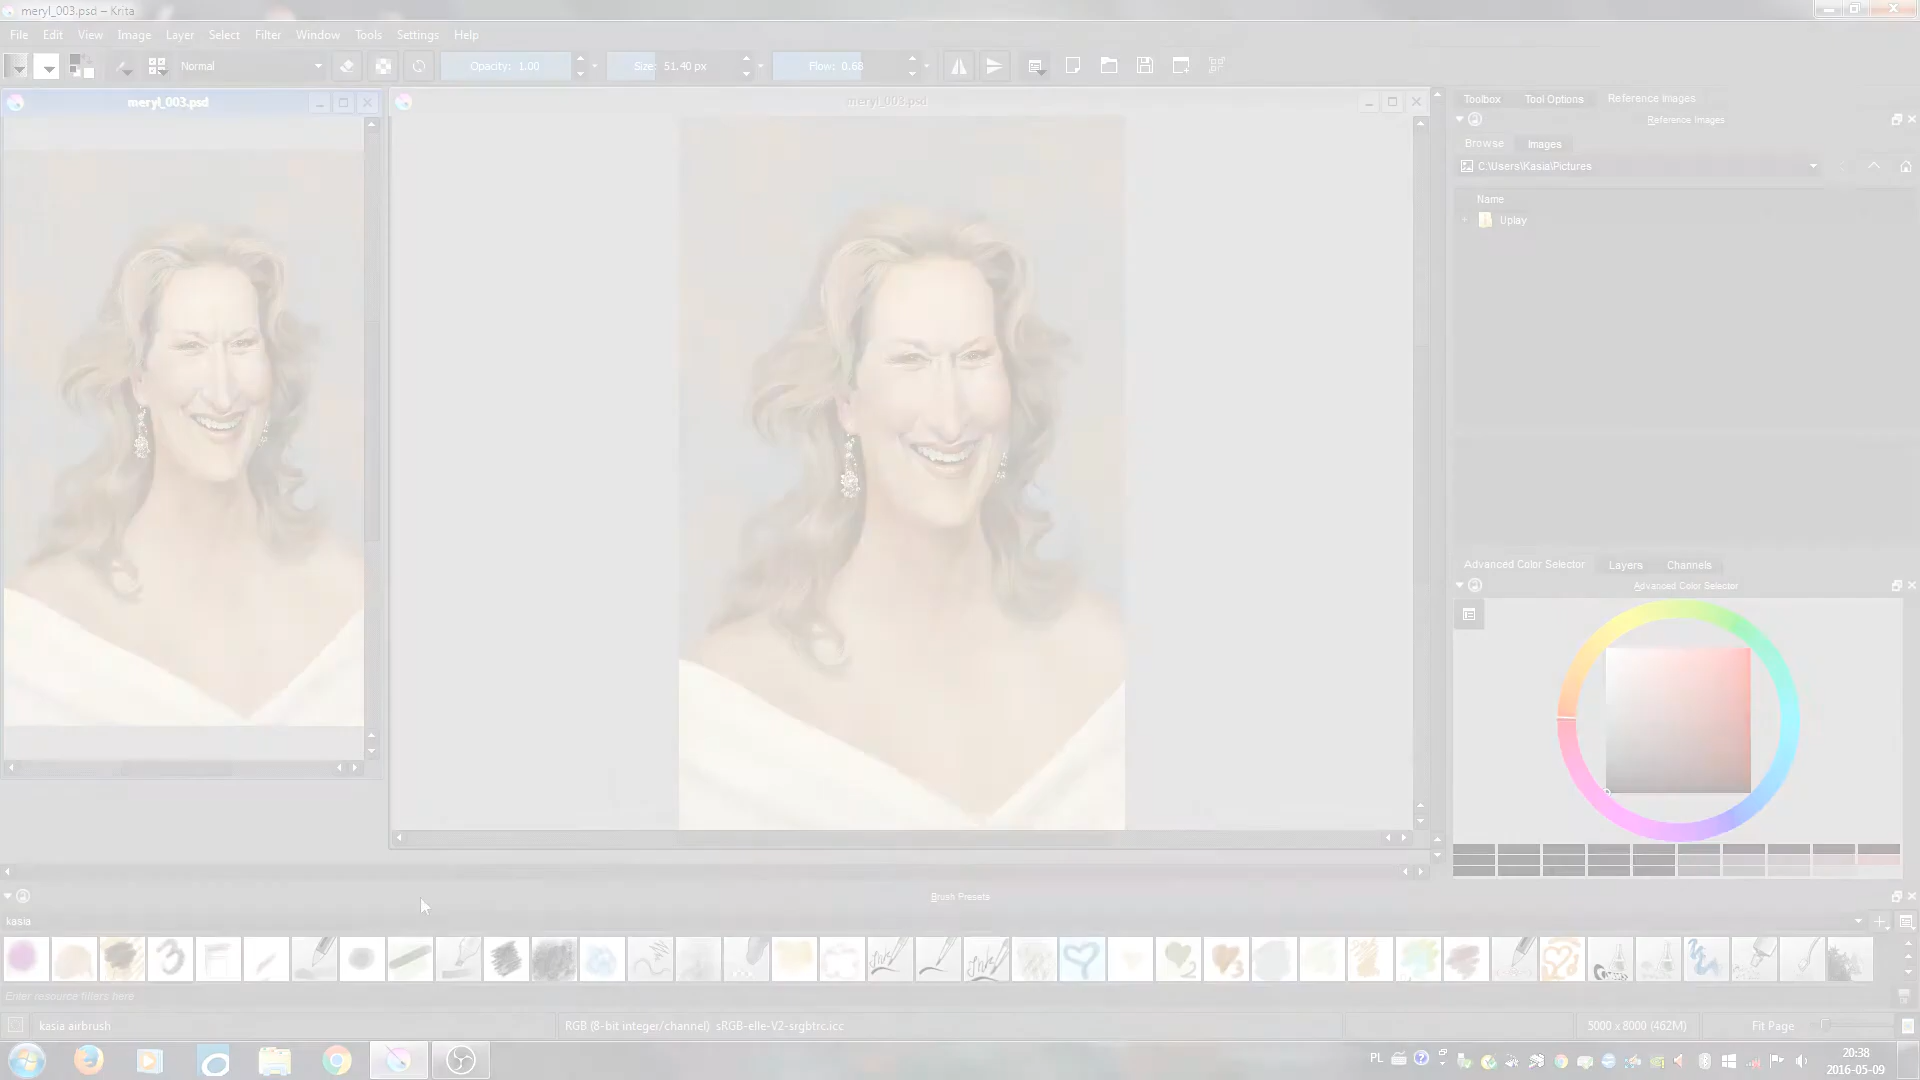 meryl_003.psd – Krita
File Edit View Image Layer Select Filter Window Tools Settings Help
Normal Opacity: 1.00 Size: 51.40 px Flow: 0.68
meryl_003.psd
meryl_003.psd
Toolbox Tool Options Reference Images
Reference Images
Browse Images
C:\Users\Kasia\Pictures
Name
Uplay
Advanced Color Selector Layers Channels
Advanced Color Selector
Brush Presets
kasia
Enter resource filters here
kasia airbrush RGB (8-bit integer/channel) sRGB-elle-V2-srgbtrc.icc 5000 x 8000 (462M) Fit Page
PL 20:38
2016-05-09